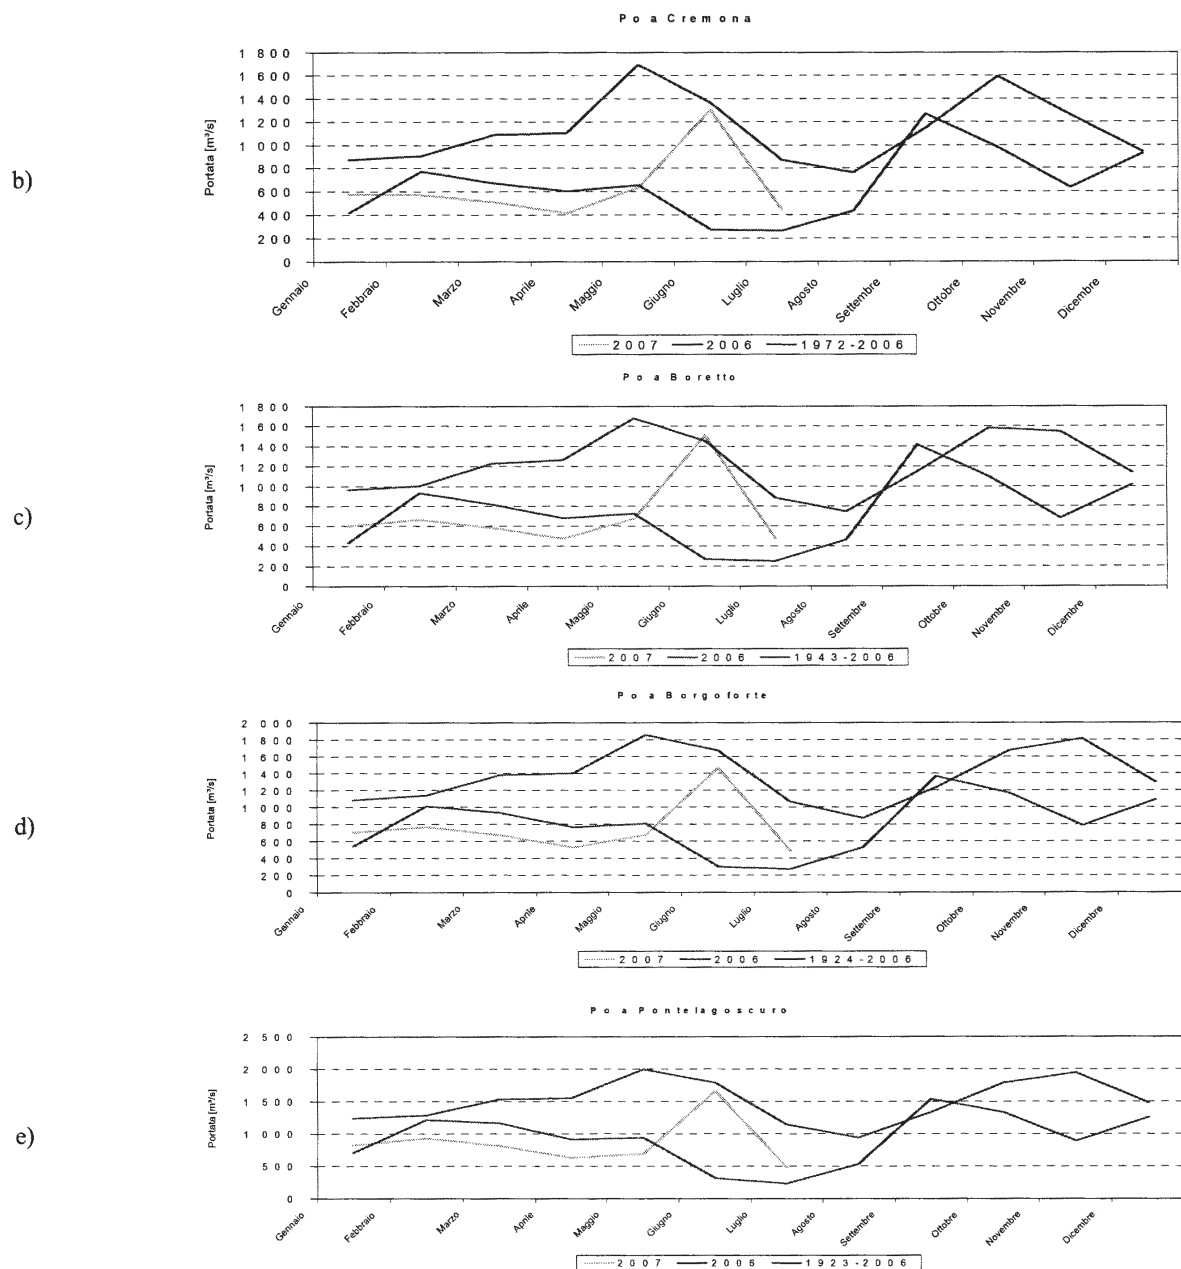 Po a Cremona
b)
Portata [m³/s]
1 800
1 600
1 400
1 200
1 000
800
600
400
200
0
Gennaio
Febbraio
Marzo
Aprile
Maggio
Giugno
Luglio
Agosto
Settembre
Ottobre
Novembre
Dicembre
2007 2006 1972-2006
Po a Boretto
c)
Portata [m³/s]
1 800
1 600
1 400
1 200
1 000
800
600
400
200
0
Gennaio
Febbraio
Marzo
Aprile
Maggio
Giugno
Luglio
Agosto
Settembre
Ottobre
Novembre
Dicembre
2007 2006 1943-2006
Po a Borgoforte
d)
Portata [m³/s]
2 000
1 800
1 600
1 400
1 200
1 000
800
600
400
200
0
Gennaio
Febbraio
Marzo
Aprile
Maggio
Giugno
Luglio
Agosto
Settembre
Ottobre
Novembre
Dicembre
2007 2006 1924-2006
Po a Pontelagoscuro
e)
Portata [m³/s]
2 500
2 000
1 500
1 000
500
0
Gennaio
Febbraio
Marzo
Aprile
Maggio
Giugno
Luglio
Agosto
Settembre
Ottobre
Novembre
Dicembre
2007 2006 1923-2006